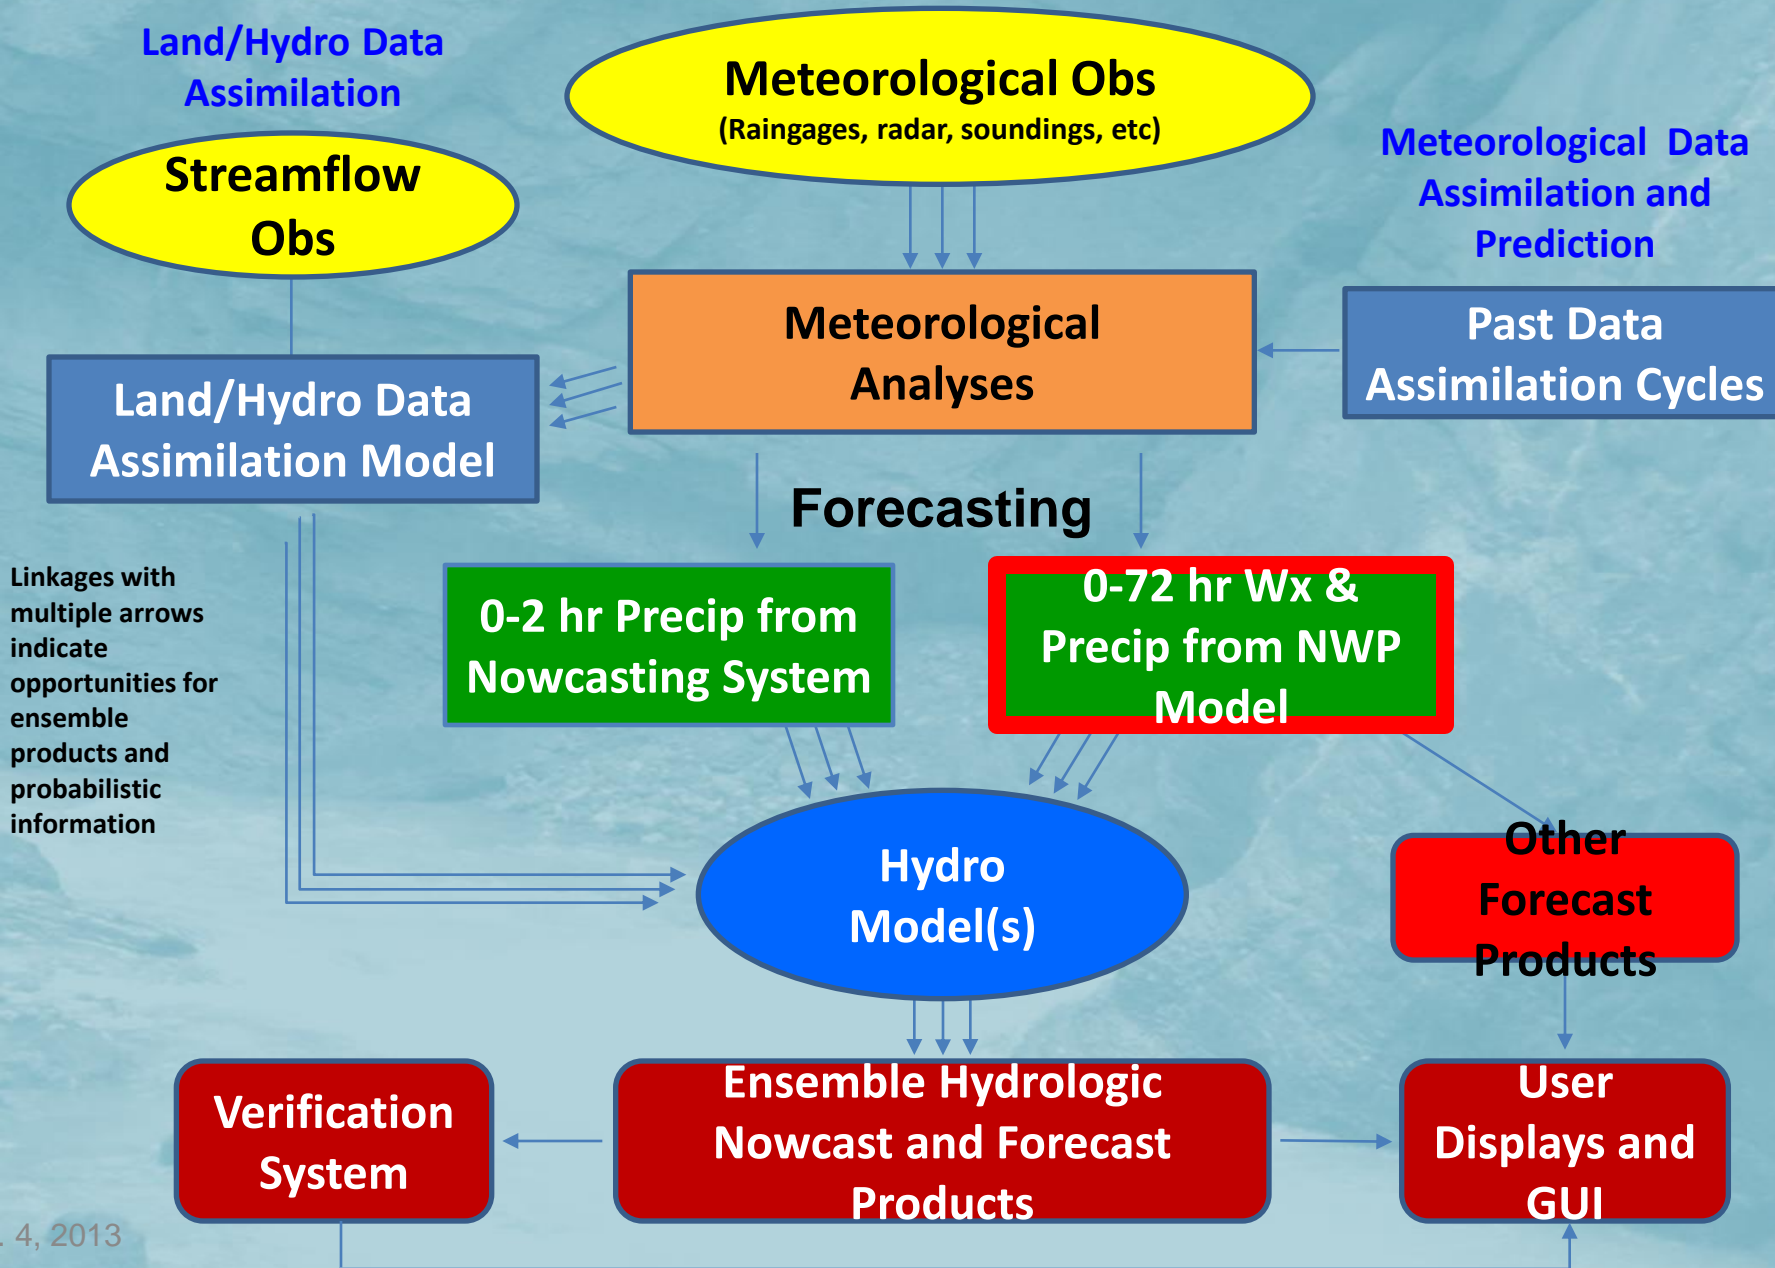 Land/Hydro Data
Assimilation
Meteorological Obs
(Raingages, radar, soundings, etc)
Meteorological Data
Assimilation and
Prediction
Streamflow
Obs
Meteorological
Analyses
Past Data
Assimilation Cycles
Land/Hydro Data
Assimilation Model
Forecasting
Linkages with
multiple arrows
indicate
opportunities for
ensemble
products and
probabilistic
information
0-2 hr Precip from
Nowcasting System
0-72 hr Wx &
Precip from NWP
Model
Hydro
Model(s)
Other
Forecast
Products
Verification
System
Ensemble Hydrologic
Nowcast and Forecast
Products
User
Displays and
GUI
. 4, 2013